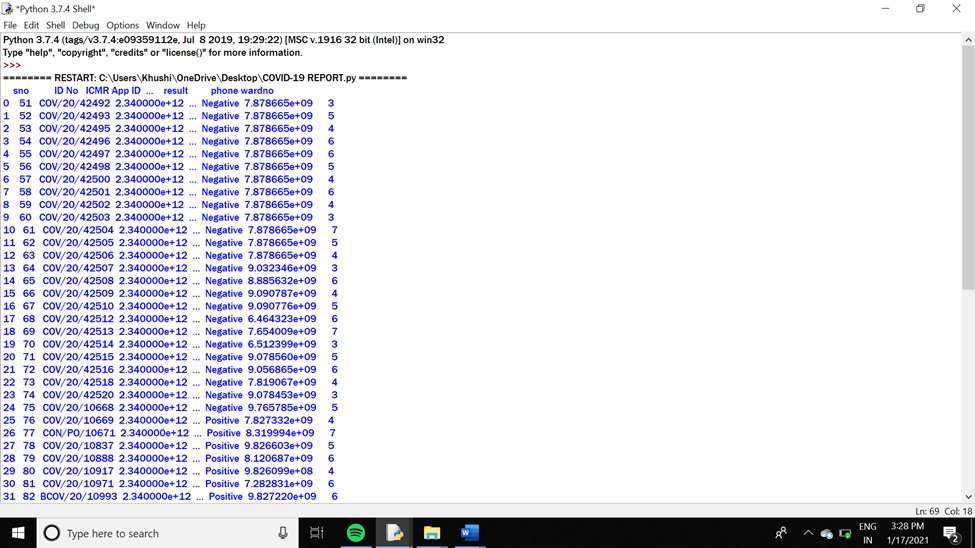 *Python 3.7.4 Shell*
File Edit Shell Debug Options Window Help
Python 3.7.4 (tags/v3.7.4:e09359112e, Jul  8 2019, 19:29:22) [MSC v.1916 32 bit (Intel)] on win32
Type "help", "copyright", "credits" or "license()" for more information.
>>>
======== RESTART: C:\Users\Khushi\OneDrive\Desktop\COVID-19 REPORT.py ========
sno ID No ICMR App ID ... result phone wardno
0 51 COV/20/42492 2.340000e+12 ... Negative 7.878665e+09 3
1 52 COV/20/42493 2.340000e+12 ... Negative 7.878665e+09 5
2 53 COV/20/42495 2.340000e+12 ... Negative 7.878665e+09 4
3 54 COV/20/42496 2.340000e+12 ... Negative 7.878665e+09 6
4 55 COV/20/42497 2.340000e+12 ... Negative 7.878665e+09 6
5 56 COV/20/42498 2.340000e+12 ... Negative 7.878665e+09 5
6 57 COV/20/42500 2.340000e+12 ... Negative 7.878665e+09 4
7 58 COV/20/42501 2.340000e+12 ... Negative 7.878665e+09 6
8 59 COV/20/42502 2.340000e+12 ... Negative 7.878665e+09 4
9 60 COV/20/42503 2.340000e+12 ... Negative 7.878665e+09 3
10 61 COV/20/42504 2.340000e+12 ... Negative 7.878665e+09 7
11 62 COV/20/42505 2.340000e+12 ... Negative 7.878665e+09 5
12 63 COV/20/42506 2.340000e+12 ... Negative 7.878665e+09 4
13 64 COV/20/42507 2.340000e+12 ... Negative 9.032346e+09 3
14 65 COV/20/42508 2.340000e+12 ... Negative 8.885632e+09 6
15 66 COV/20/42509 2.340000e+12 ... Negative 9.090787e+09 4
16 67 COV/20/42510 2.340000e+12 ... Negative 9.090776e+09 5
17 68 COV/20/42512 2.340000e+12 ... Negative 6.464323e+09 6
18 69 COV/20/42513 2.340000e+12 ... Negative 7.654009e+09 7
19 70 COV/20/42514 2.340000e+12 ... Negative 6.512399e+09 3
20 71 COV/20/42515 2.340000e+12 ... Negative 9.078560e+09 5
21 72 COV/20/42516 2.340000e+12 ... Negative 9.056865e+09 6
22 73 COV/20/42518 2.340000e+12 ... Negative 7.819067e+09 4
23 74 COV/20/42520 2.340000e+12 ... Negative 9.078453e+09 3
24 75 COV/20/10668 2.340000e+12 ... Negative 9.765785e+09 5
25 76 COV/20/10669 2.340000e+12 ... Positive 7.827332e+09 4
26 77 CON/PO/10671 2.340000e+12 ... Positive 8.319994e+09 7
27 78 COV/20/10837 2.340000e+12 ... Positive 9.826603e+09 5
28 79 COV/20/10888 2.340000e+12 ... Positive 8.120687e+09 6
29 80 COV/20/10917 2.340000e+12 ... Positive 9.826099e+08 4
30 81 COV/20/10971 2.340000e+12 ... Positive 7.282831e+09 6
31 82 BCOV/20/10993 2.340000e+12 ... Positive 9.827220e+09 6
Ln: 69 Col: 18
Type here to search
ENG
IN
3:28 PM
1/17/2021
2